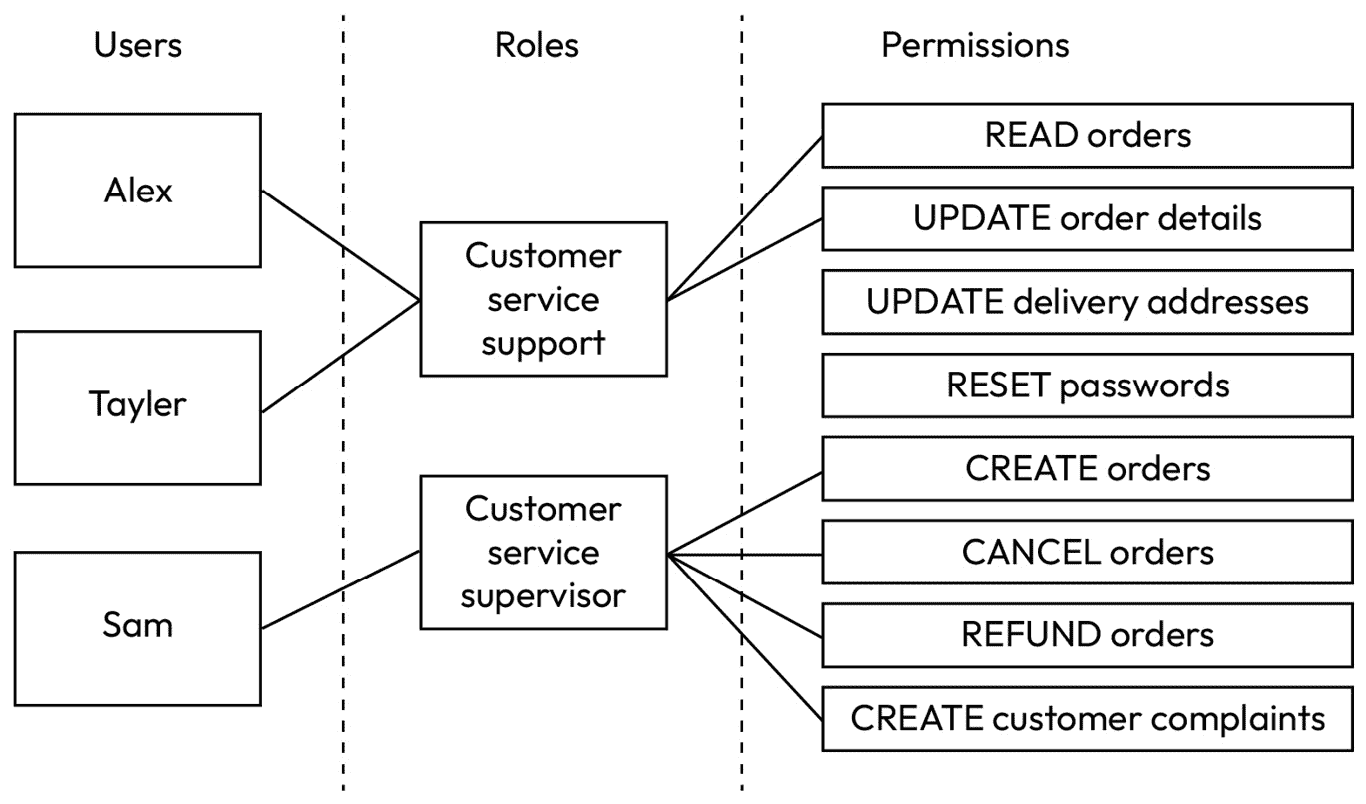 Users
Roles
Permissions
Alex
Tayler
Sam
Customer
service
support
Customer
service
supervisor
READ orders
UPDATE order details
UPDATE delivery addresses
RESET passwords
CREATE orders
CANCEL orders
REFUND orders
CREATE customer complaints